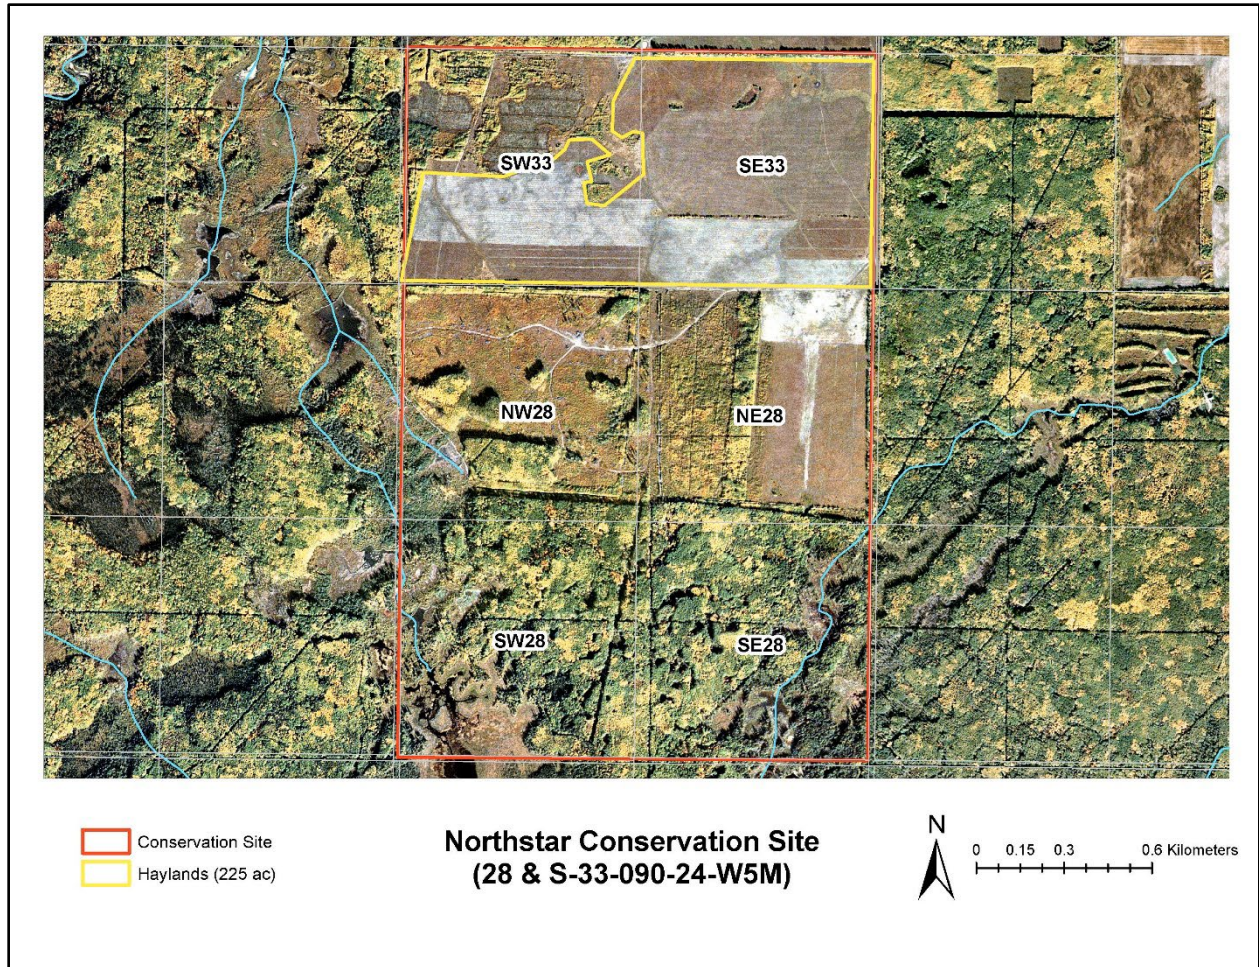 SW33
SE33
NW28
NE28
SW28
SE28
Conservation Site
Haylands (225 ac)
Northstar Conservation Site
(28 & S-33-090-24-W5M)
N
0 0.15 0.3 0.6 Kilometers